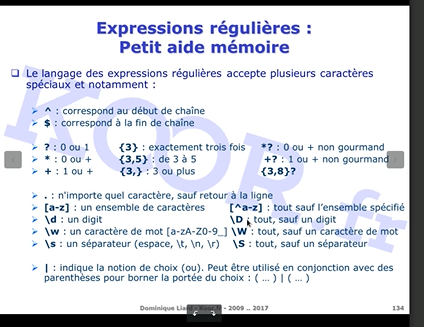 Expressions régulières :
Petit aide mémoire
Le langage des expressions régulières accepte plusieurs caractères
spéciaux et notamment :
^ : correspond au début de chaîne
$ : correspond à la fin de chaîne
? : 0 ou 1 {3} : exactement trois fois *? : 0 ou + non gourmand
* : 0 ou + {3,5} : de 3 à 5 +? : 1 ou + non gourmand
+ : 1 ou + {3,} : 3 ou plus {3,8}?
. : n'importe quel caractère, sauf retour à la ligne
[a-z] : un ensemble de caractères [^a-z] : tout sauf l'ensemble spécifié
\d : un digit \D : tout, sauf un digit
\w : un caractère de mot [a-zA-Z0-9_] \W : tout, sauf un caractère de mot
\s : un séparateur (espace, \t, \n, \r) \S : tout, sauf un séparateur
| : indique la notion de choix (ou). Peut être utilisé en conjonction avec des
parenthèses pour borner la portée du choix : ( … ) | ( … )
Dominique - 2009 .. 2017 134
KOOR.fr